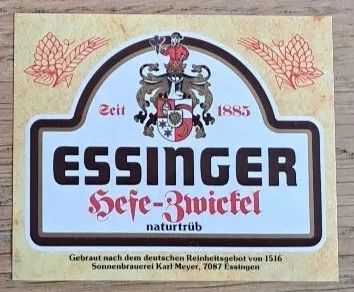 Seit 1885
ESSINGER
Hefe-Zwickel
naturtrüb
Gebraut nach dem deutschen Reinheitsgebot von 1516
Sonnenbrauerei Karl Meyer, 7087 Essingen